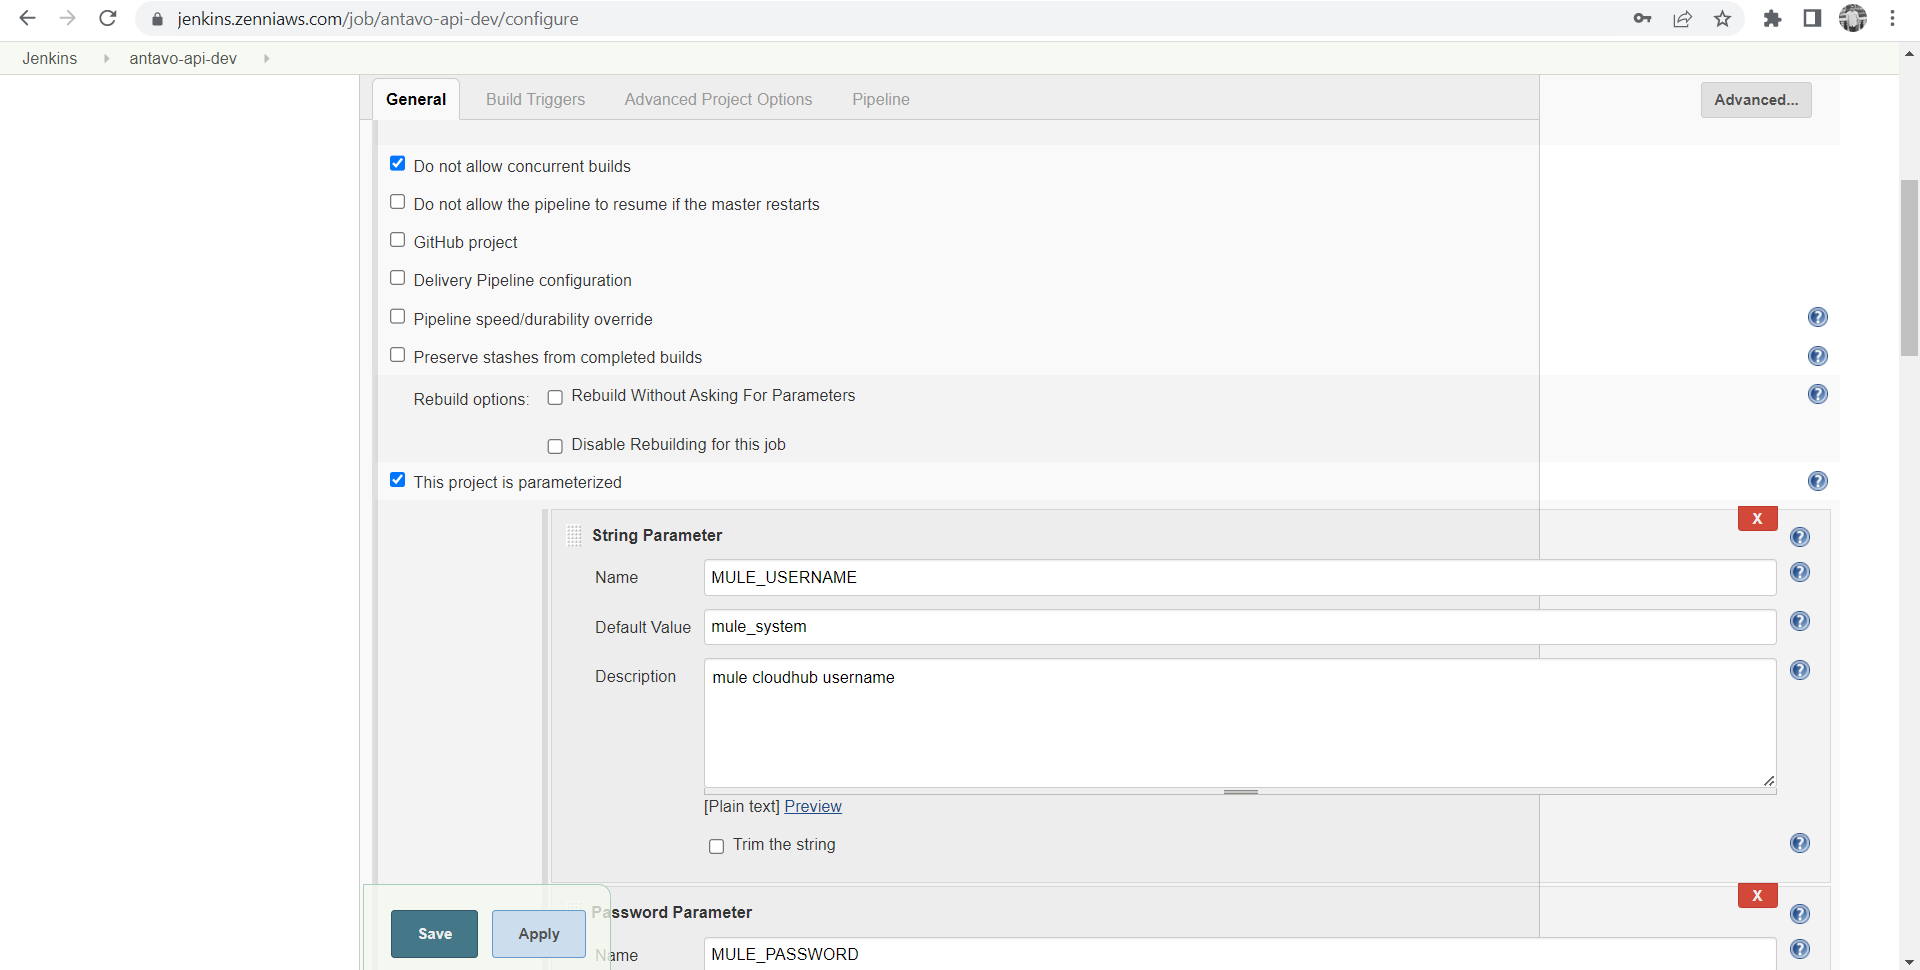 jenkins.zenniaws.com/job/antavo-api-dev/configure
Jenkins antavo-api-dev
General Build Triggers Advanced Project Options Pipeline Advanced...
Do not allow concurrent builds
Do not allow the pipeline to resume if the master restarts
GitHub project
Delivery Pipeline configuration
Pipeline speed/durability override
Preserve stashes from completed builds
Rebuild options: Rebuild Without Asking For Parameters
Disable Rebuilding for this job
This project is parameterized
X
String Parameter
Name MULE_USERNAME
Default Value mule_system
Description mule cloudhub username
[Plain text] Preview
Trim the string
X
Password Parameter
Name MULE_PASSWORD
Save Apply